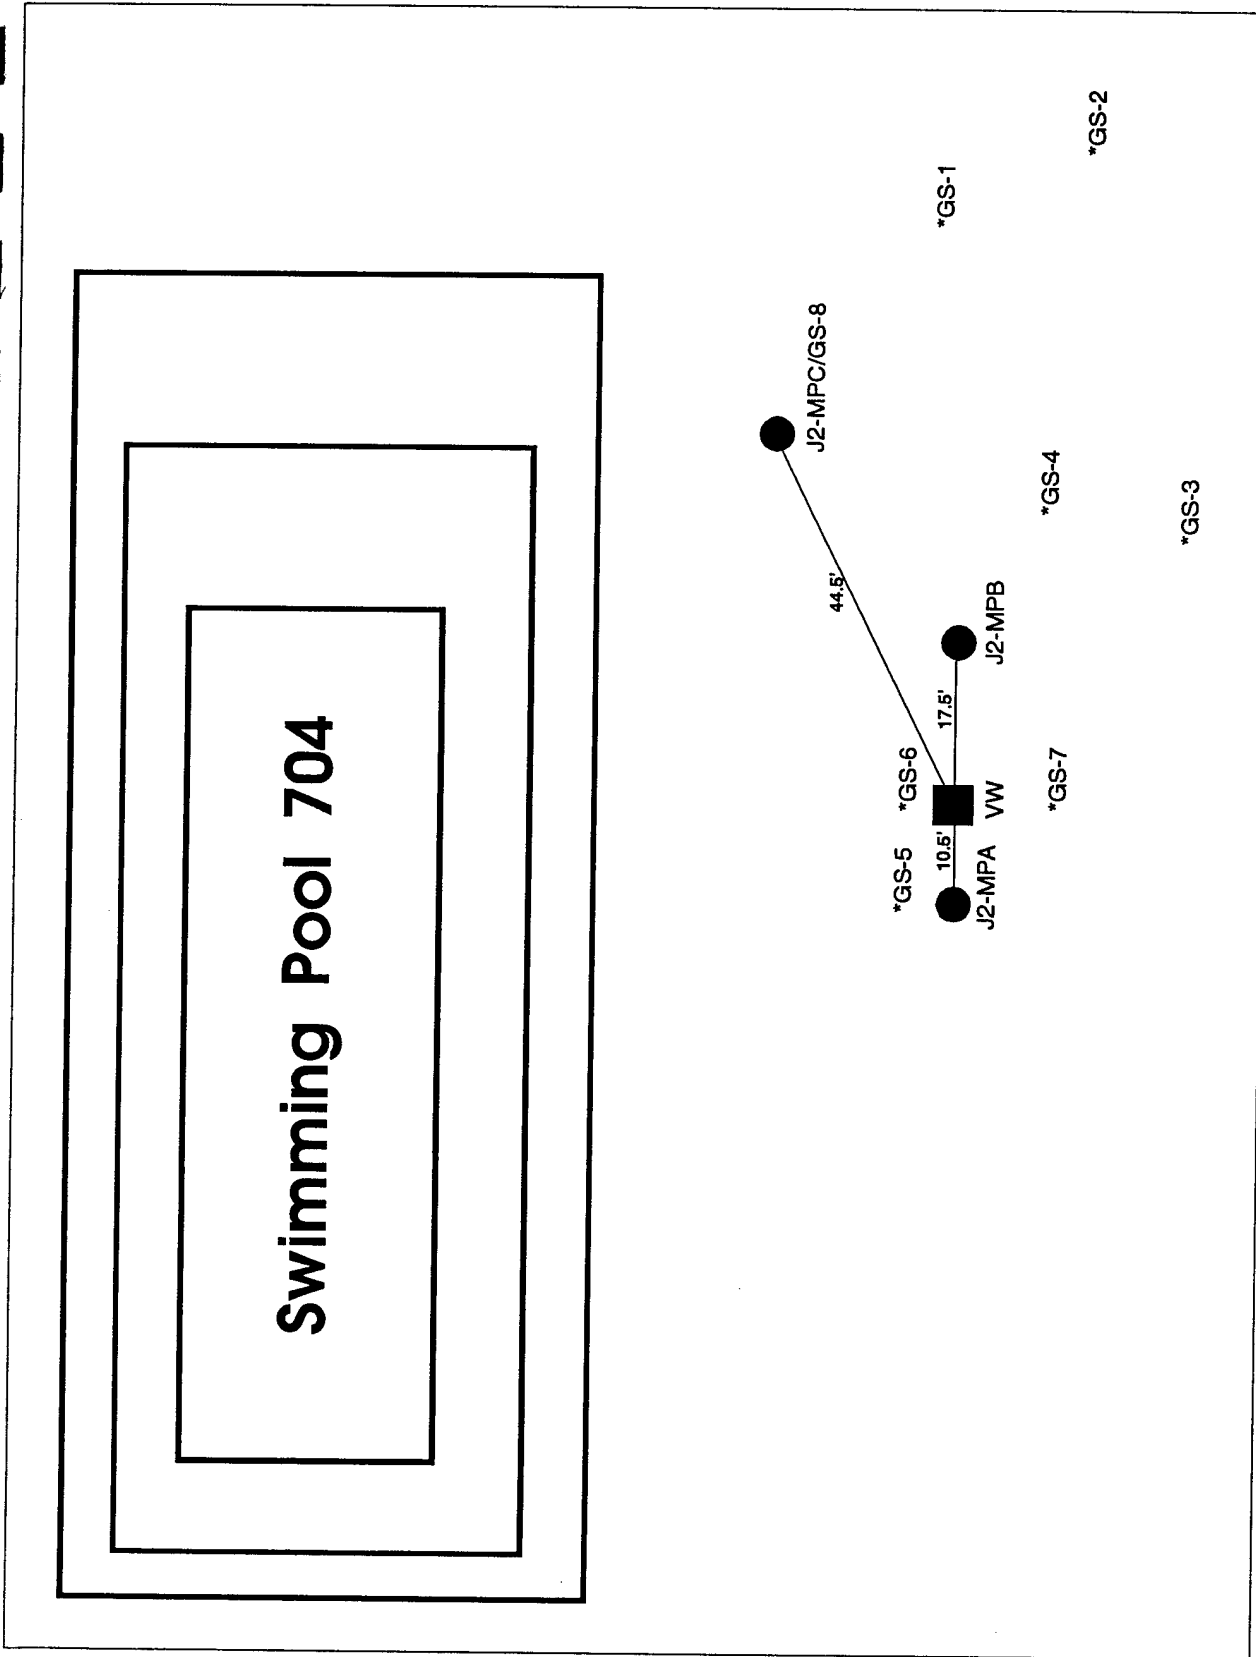 Swimming Pool 704
J2-MPC/GS-8
*GS-1
*GS-2
44.5'
*GS-5
*GS-6
10.5'
17.5'
J2-MPA
VW
J2-MPB
*GS-4
*GS-7
*GS-3